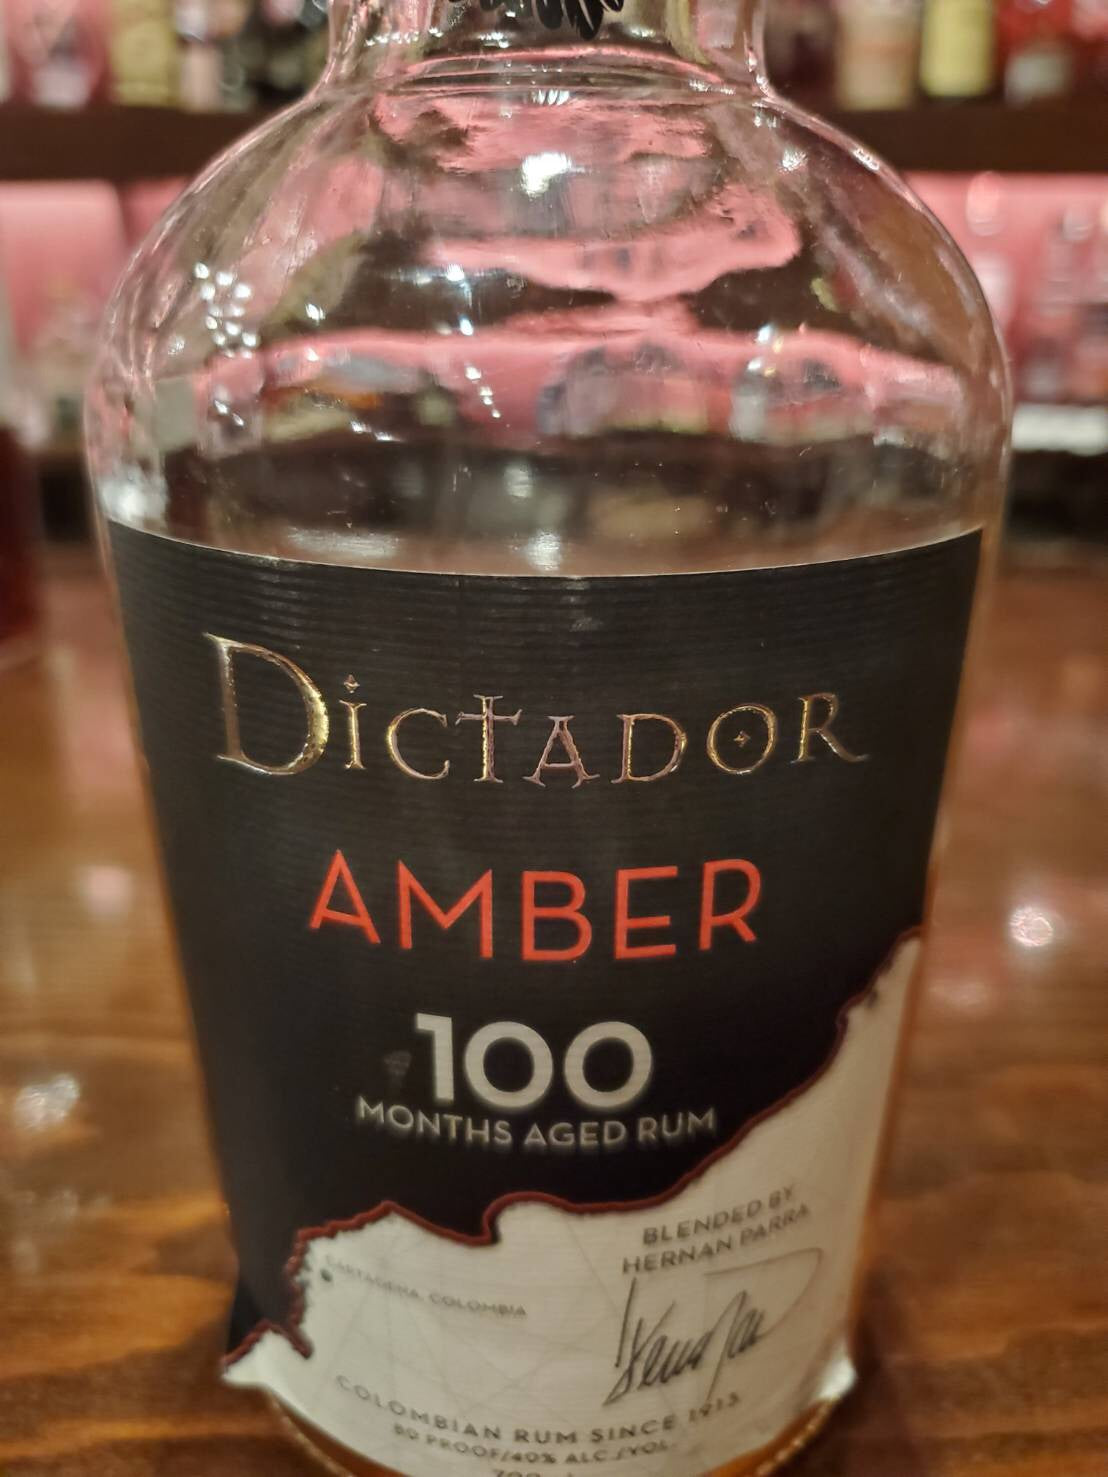 DICTADOR
AMBER
100
MONTHS AGED RUM
BLENDED BY
HERNAN PARRA
CARTAGENA, COLOMBIA
COLOMBIAN RUM SINCE 1913
80 PROOF/40% ALC./VOL.